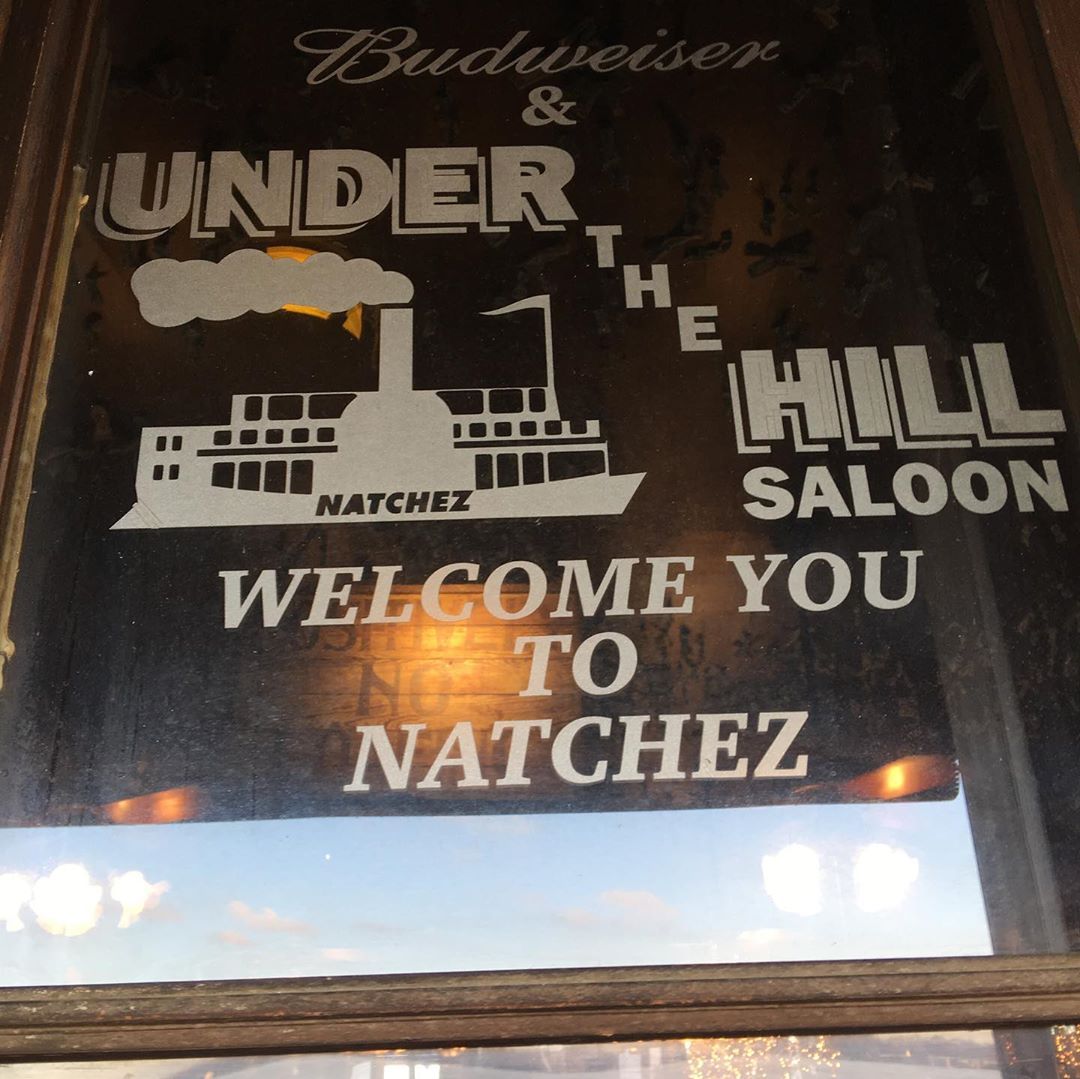 Budweiser
&
UNDER
THE
HILL
SALOON
NATCHEZ
WELCOME YOU
TO
NATCHEZ